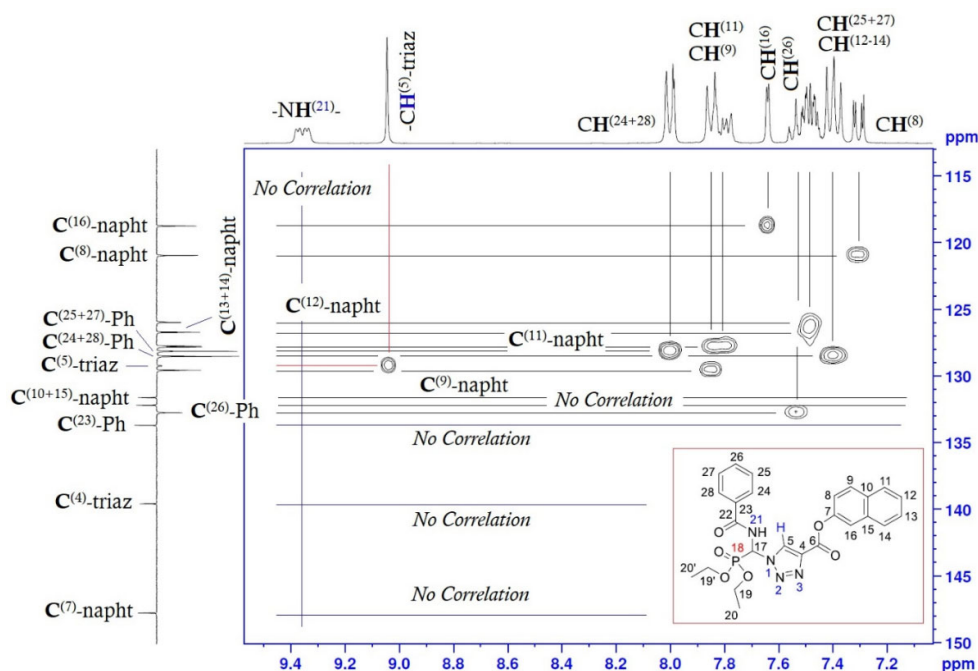 CH(11)
CH(9)
CH(16)
CH(26)
CH(25+27)
CH(12-14)
-NH(21)-
-CH(5)-triaz
CH(24+28)
CH(8)
ppm
No Correlation
115
C(16)-napht
120
C(8)-napht
C(13+14)-napht
C(12)-napht
125
C(25+27)-Ph
C(11)-napht
C(24+28)-Ph
C(5)-triaz
130
C(9)-napht
C(10+15)-napht
No Correlation
C(26)-Ph
C(23)-Ph
No Correlation
135
C(4)-triaz
No Correlation
140
C(7)-napht
No Correlation
145
150
26
27
25
28
24
23
22
O
NH
21
H
18
17
5
4
6
O
O
P
O
O
N
1
N
2
N
3
20'
19'
19
20
7
8
9
10
11
12
13
14
15
16
O
9.4
9.2
9.0
8.8
8.6
8.4
8.2
8.0
7.8
7.6
7.4
7.2
ppm